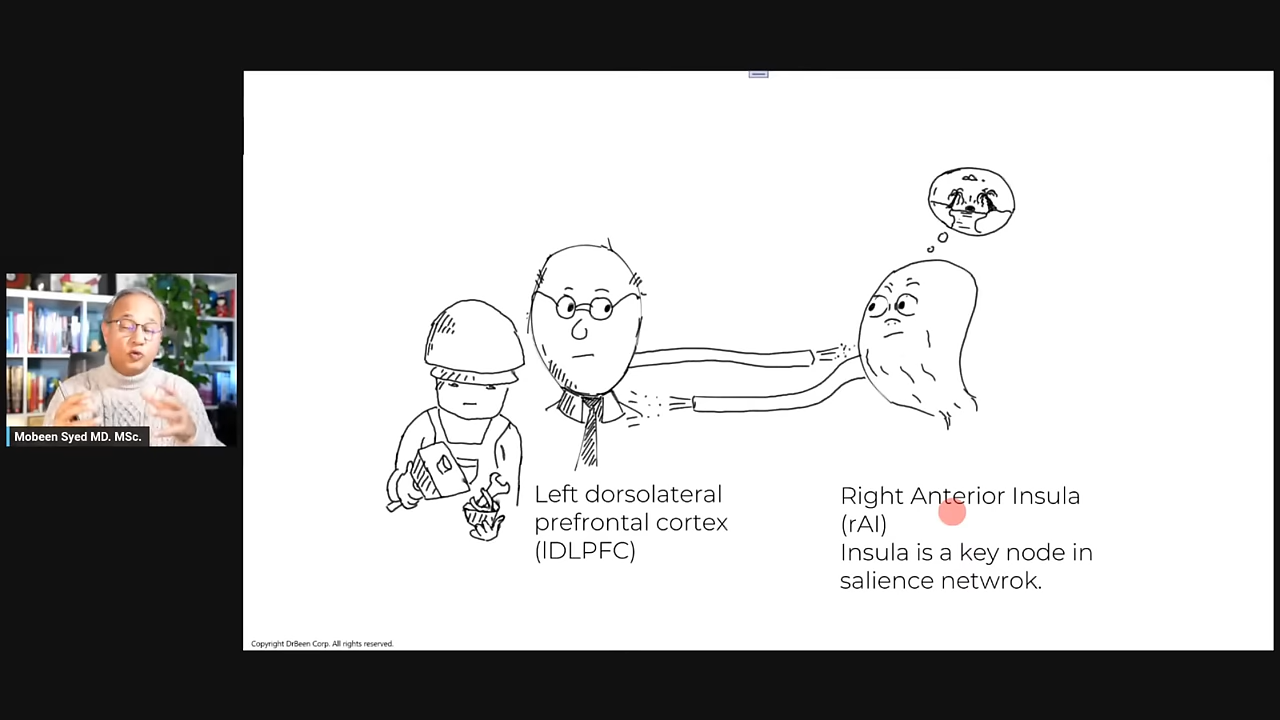 Mobeen Syed MD. MSc.
Left dorsolateral
prefrontal cortex
(lDLPFC)
Right Anterior Insula
(rAI)
Insula is a key node in
salience netwrok.
Copyright DrBeen Corp. All rights reserved.